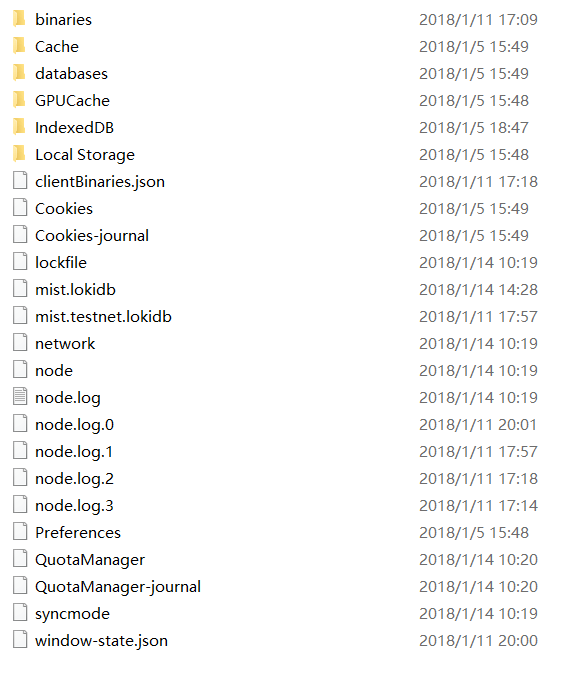 binaries 2018/1/11 17:09
Cache 2018/1/5 15:49
databases 2018/1/5 15:49
GPUCache 2018/1/5 15:48
IndexedDB 2018/1/5 18:47
Local Storage 2018/1/5 15:48
clientBinaries.json 2018/1/11 17:18
Cookies 2018/1/5 15:49
Cookies-journal 2018/1/5 15:49
lockfile 2018/1/14 10:19
mist.lokidb 2018/1/14 14:28
mist.testnet.lokidb 2018/1/11 17:57
network 2018/1/14 10:19
node 2018/1/14 10:19
node.log 2018/1/14 10:19
node.log.0 2018/1/11 20:01
node.log.1 2018/1/11 17:57
node.log.2 2018/1/11 17:18
node.log.3 2018/1/11 17:14
Preferences 2018/1/5 15:48
QuotaManager 2018/1/14 10:20
QuotaManager-journal 2018/1/14 10:20
syncmode 2018/1/14 10:19
window-state.json 2018/1/11 20:00